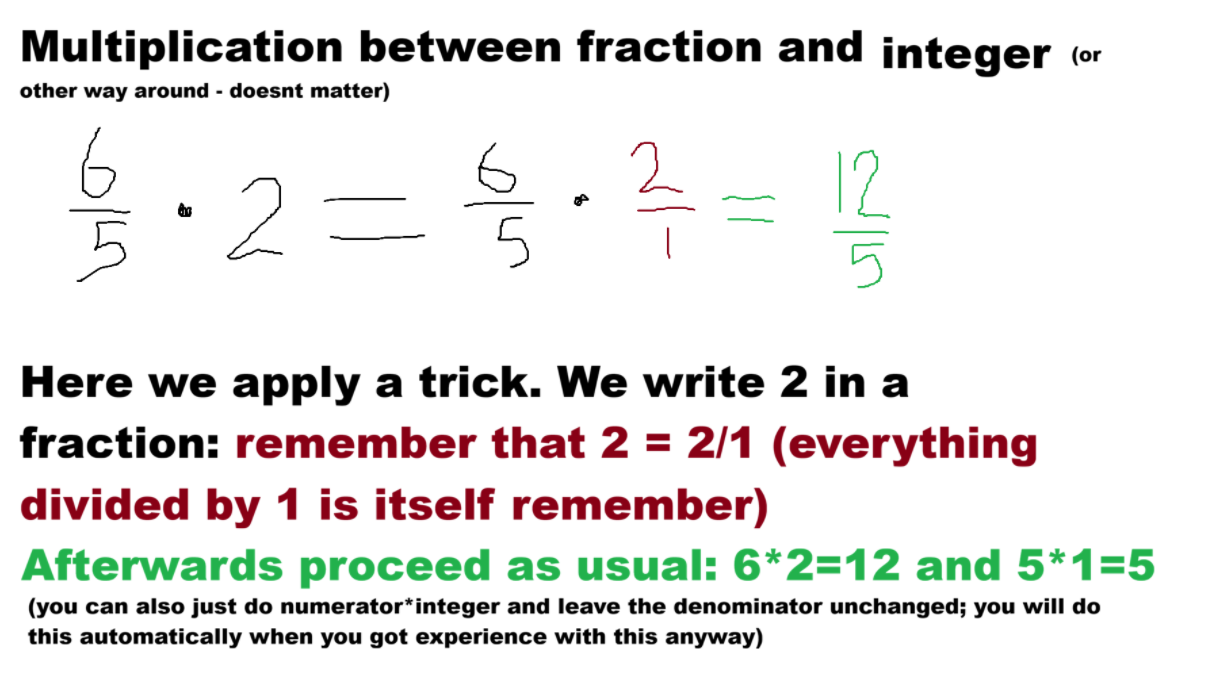 Multiplication between fraction and integer (or
other way around - doesnt matter)
6/5 · 2 = 6/5 · 2/1 = 12/5
Here we apply a trick. We write 2 in a
fraction: remember that 2 = 2/1 (everything
divided by 1 is itself remember)
Afterwards proceed as usual: 6*2=12 and 5*1=5
(you can also just do numerator*integer and leave the denominator unchanged; you will do
this automatically when you got experience with this anyway)